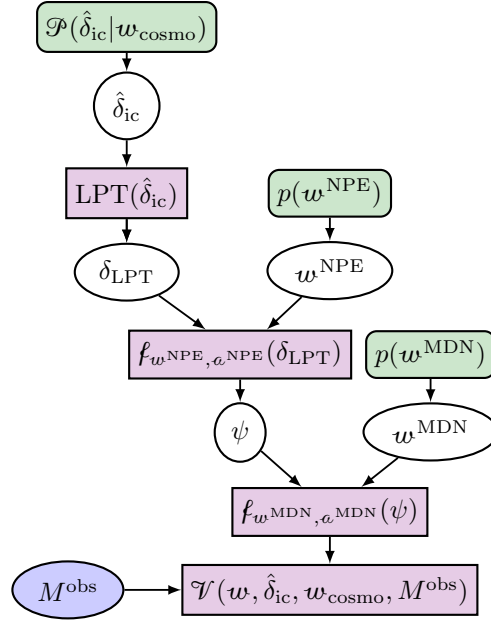 𝒫(δ̂_ic|𝓌_cosmo)
δ̂_ic
LPT(δ̂_ic)
p(𝓌^NPE)
δ_LPT
𝓌^NPE
𝒻_{𝓌^NPE,𝒶^NPE}(δ_LPT)
p(𝓌^MDN)
ψ
𝓌^MDN
𝒻_{𝓌^MDN,𝒶^MDN}(ψ)
M^obs
𝒱(𝓌, δ̂_ic, 𝓌_cosmo, M^obs)